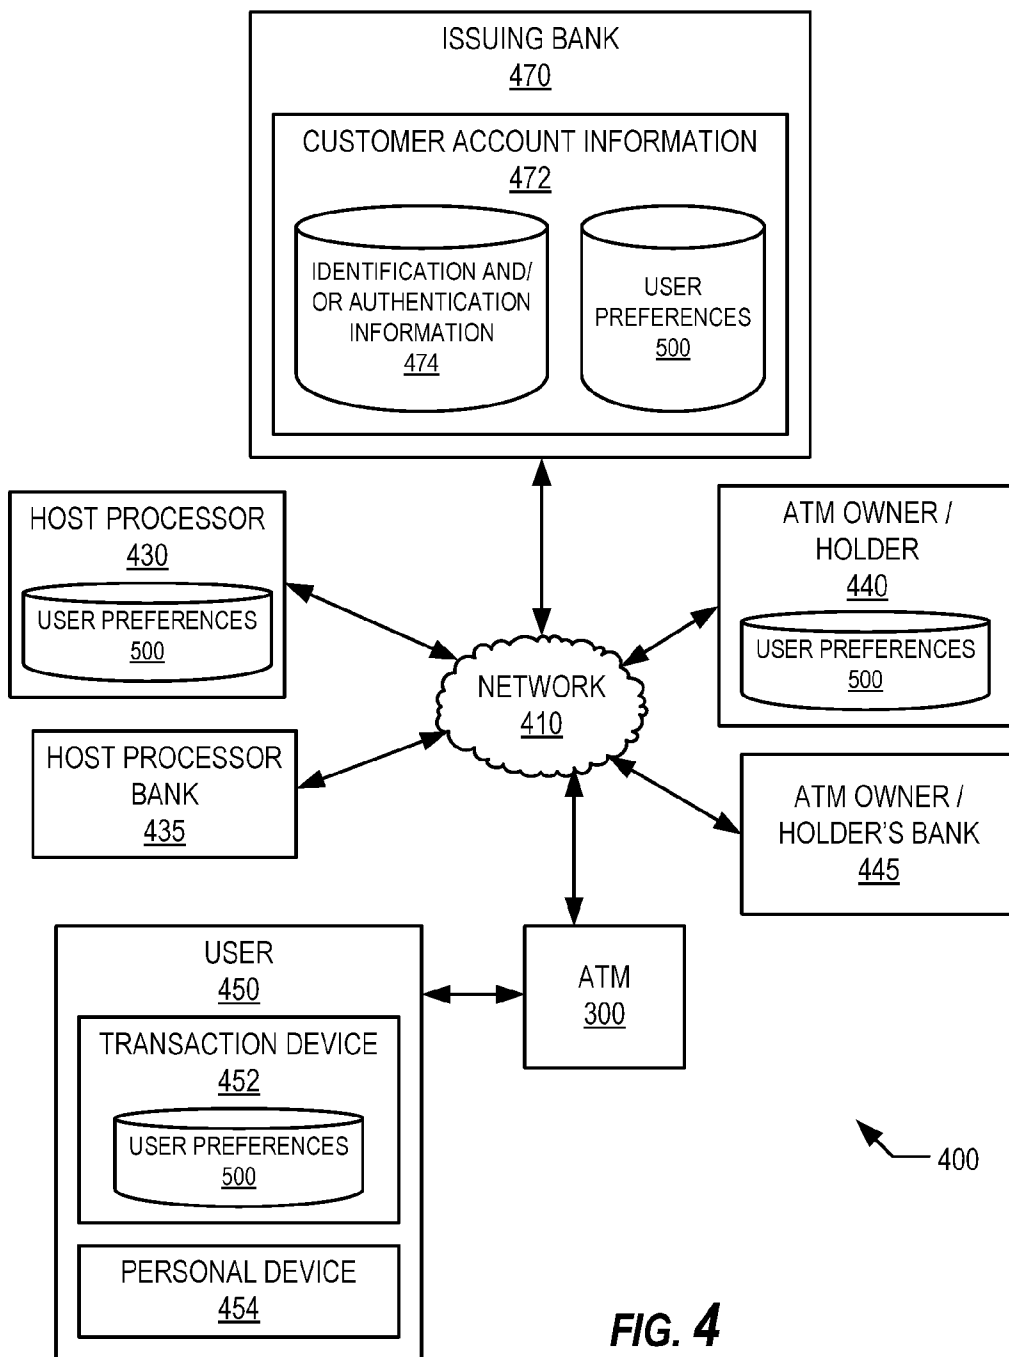 ISSUING BANK
470
CUSTOMER ACCOUNT INFORMATION
472
IDENTIFICATION AND/
OR AUTHENTICATION
INFORMATION
474
USER
PREFERENCES
500
HOST PROCESSOR
430
USER PREFERENCES
500
ATM OWNER /
HOLDER
440
USER PREFERENCES
500
NETWORK
410
HOST PROCESSOR
BANK
435
ATM OWNER /
HOLDER'S BANK
445
USER
450
TRANSACTION DEVICE
452
USER PREFERENCES
500
PERSONAL DEVICE
454
ATM
300
400
FIG. 4